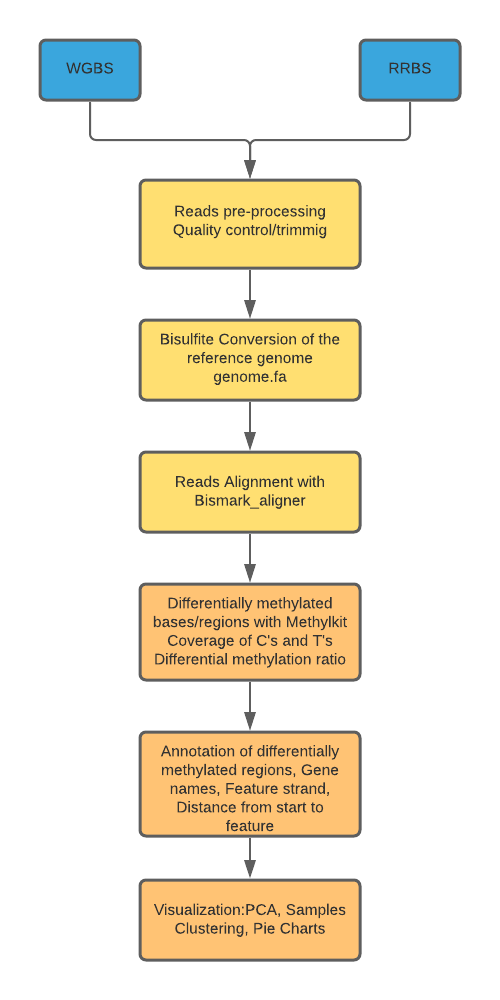 WGBS
RRBS
Reads pre-processing
Quality control/trimmig
Bisulfite Conversion of the
reference genome
genome.fa
Reads Alignment with
Bismark_aligner
Differentially methylated
bases/regions with Methylkit
Coverage of C's and T's
Differential methylation ratio
Annotation of differentially
methylated regions, Gene
names, Feature strand,
Distance from start to
feature
Visualization:PCA, Samples
Clustering, Pie Charts